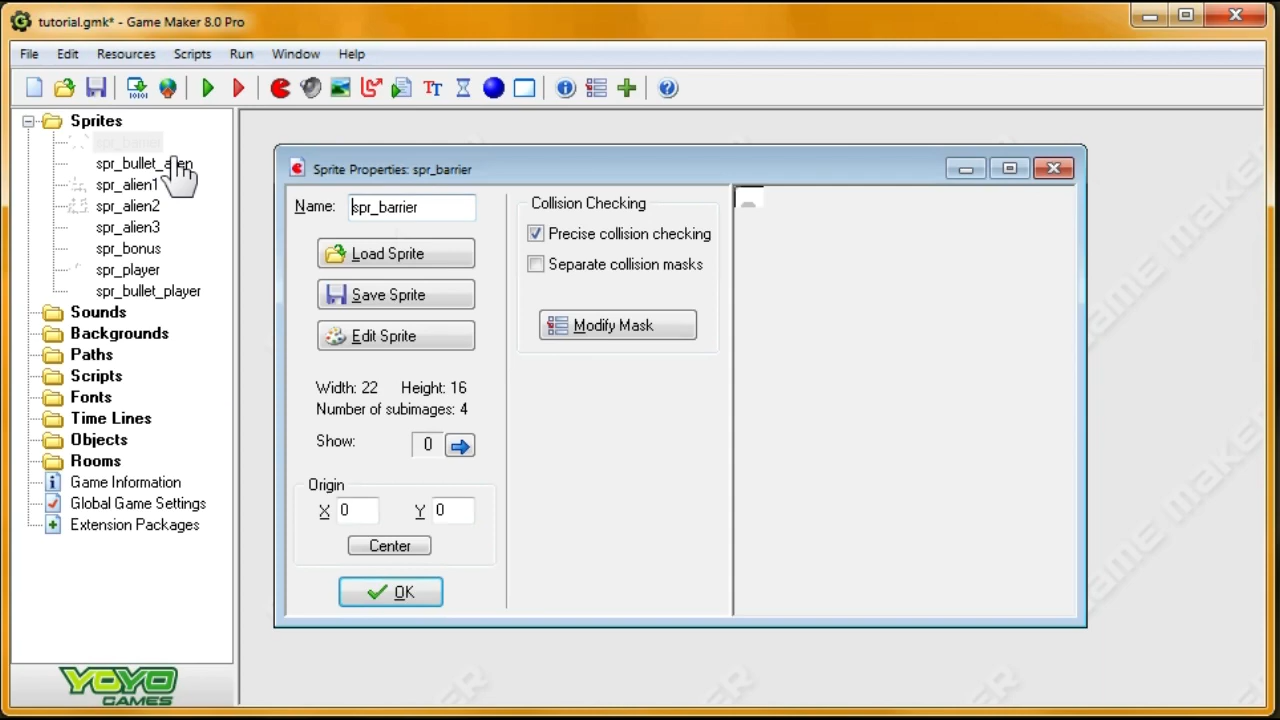 tutorial.gmk* - Game Maker 8.0 Pro
File Edit Resources Scripts Run Window Help
Sprites
spr_barrier
spr_bullet_alien
spr_alien1
spr_alien2
spr_alien3
spr_bonus
spr_player
spr_bullet_player
Sounds
Backgrounds
Paths
Scripts
Fonts
Time Lines
Objects
Rooms
Game Information
Global Game Settings
Extension Packages
YOYO
GAMES
Sprite Properties: spr_barrier
Name: spr_barrier
Load Sprite
Save Sprite
Edit Sprite
Width: 22 Height: 16
Number of subimages: 4
Show: 0
Origin
X 0 Y 0
Center
OK
Collision Checking
Precise collision checking
Separate collision masks
Modify Mask
GAME MAKER